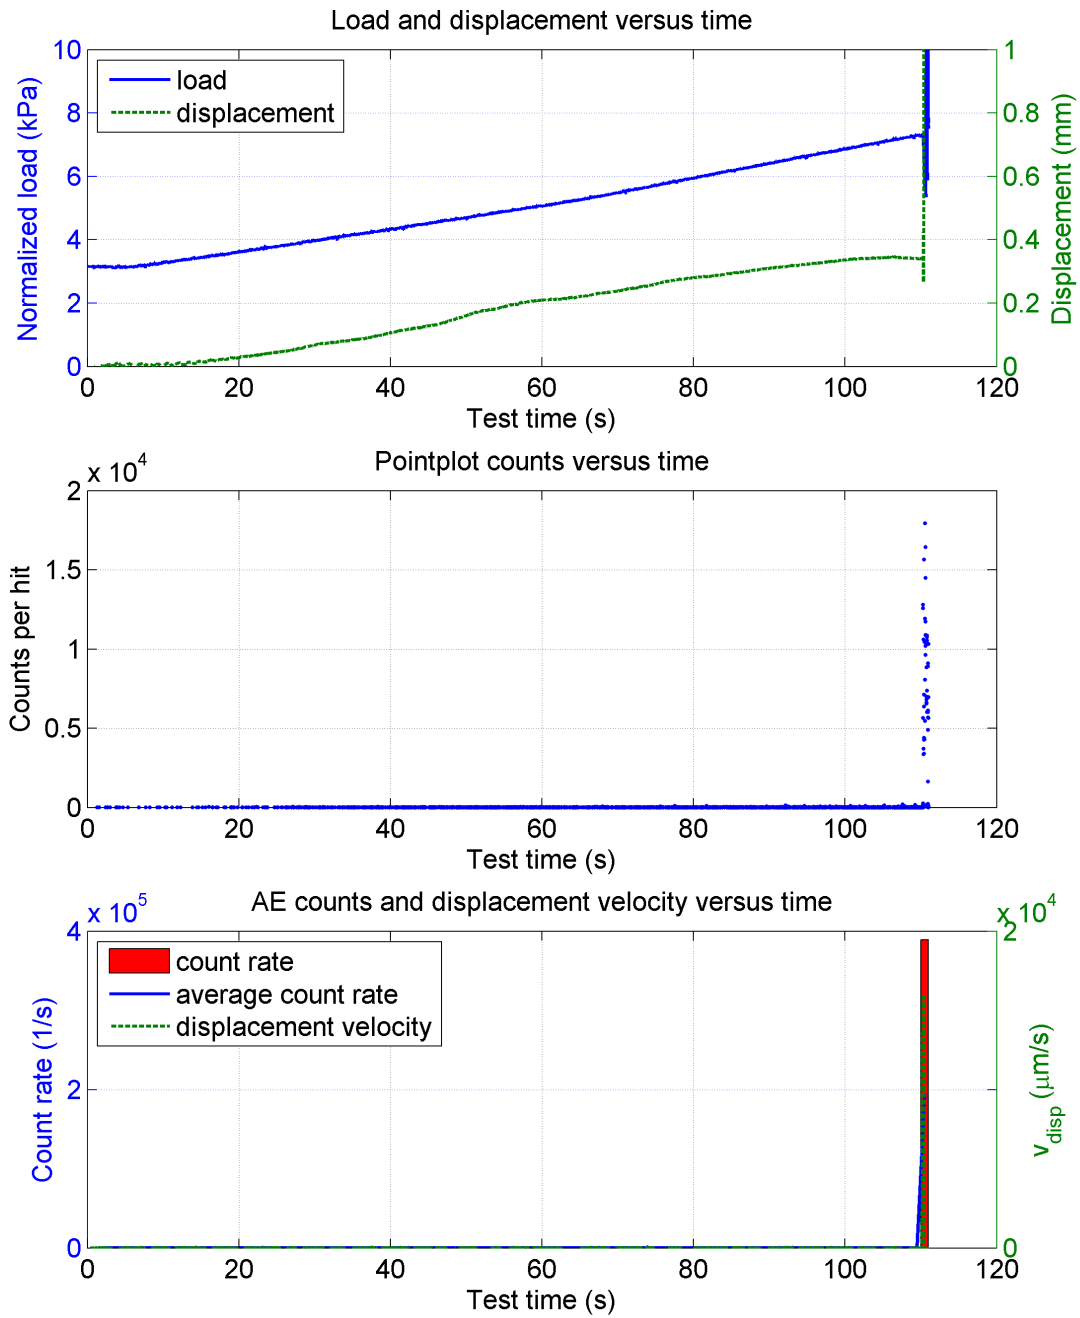 Load and displacement versus time
10
8
6
4
2
0
Normalized load (kPa)
load
displacement
1
0.8
0.6
0.4
0.2
0
Displacement (mm)
0 20 40 60 80 100 120
Test time (s)
Pointplot counts versus time
x 10^4
2
1.5
1
0.5
0
Counts per hit
0 20 40 60 80 100 120
Test time (s)
AE counts and displacement velocity versus time
x 10^5
4
2
0
Count rate (1/s)
count rate
average count rate
displacement velocity
x 10^4
2
0
v_disp (μm/s)
0 20 40 60 80 100 120
Test time (s)